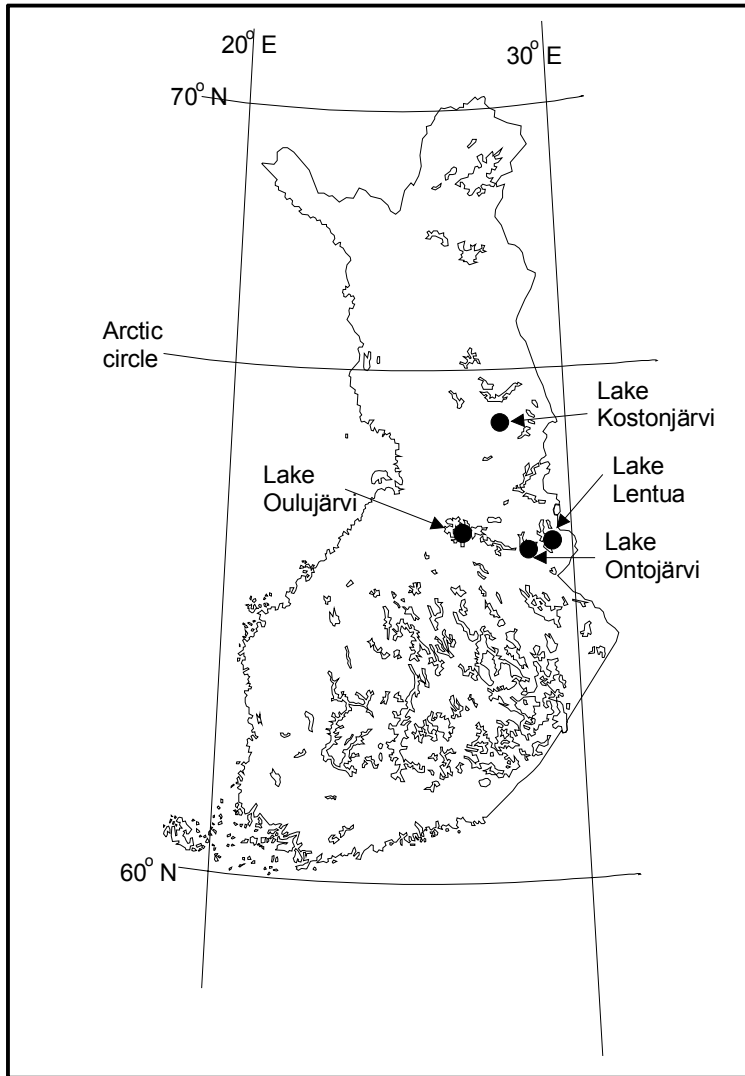 20° E
30° E
70° N
Arctic
circle
Lake
Kostonjärvi
Lake
Oulujärvi
Lake
Lentua
Lake
Ontojärvi
60° N